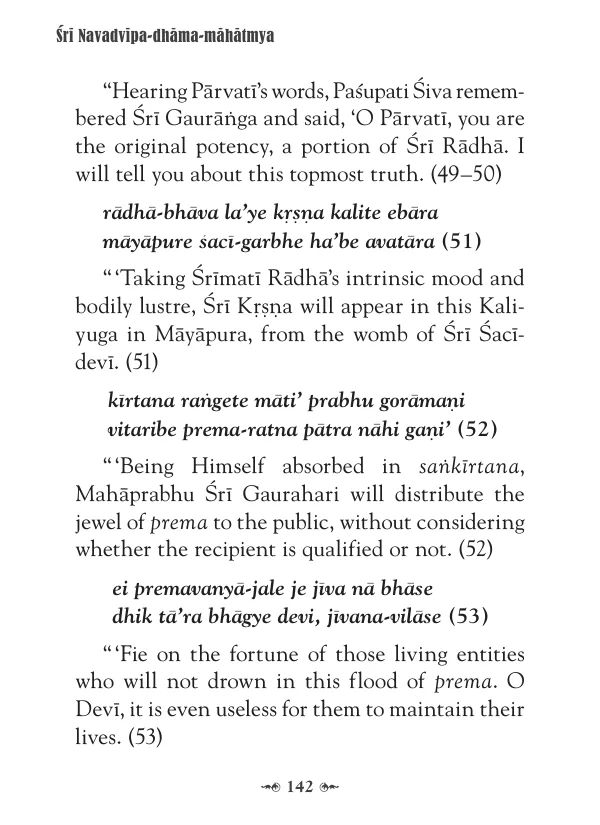 Śrī Navadvīpa-dhāma-māhātmya
“Hearing Pārvatī’s words, Paśupati Śiva remem-
bered Śrī Gaurāṅga and said, ‘O Pārvatī, you are
the original potency, a portion of Śrī Rādhā. I
will tell you about this topmost truth. (49–50)
rādhā-bhāva la’ye kṛṣṇa kalite ebāra
māyāpure śacī-garbhe ha’be avatāra (51)
“ ‘Taking Śrīmatī Rādhā’s intrinsic mood and
bodily lustre, Śrī Kṛṣṇa will appear in this Kali-
yuga in Māyāpura, from the womb of Śrī Śacī-
devī. (51)
kīrtana raṅgete māti’ prabhu gorāmaṇi
vitaribe prema-ratna pātra nāhi gaṇi’ (52)
“ ‘Being Himself absorbed in saṅkīrtana,
Mahāprabhu Śrī Gaurahari will distribute the
jewel of prema to the public, without considering
whether the recipient is qualified or not. (52)
ei premavanyā-jale je jīva nā bhāse
dhik tā’ra bhāgye devi, jīvana-vilāse (53)
“ ‘Fie on the fortune of those living entities
who will not drown in this flood of prema. O
Devī, it is even useless for them to maintain their
lives. (53)
142